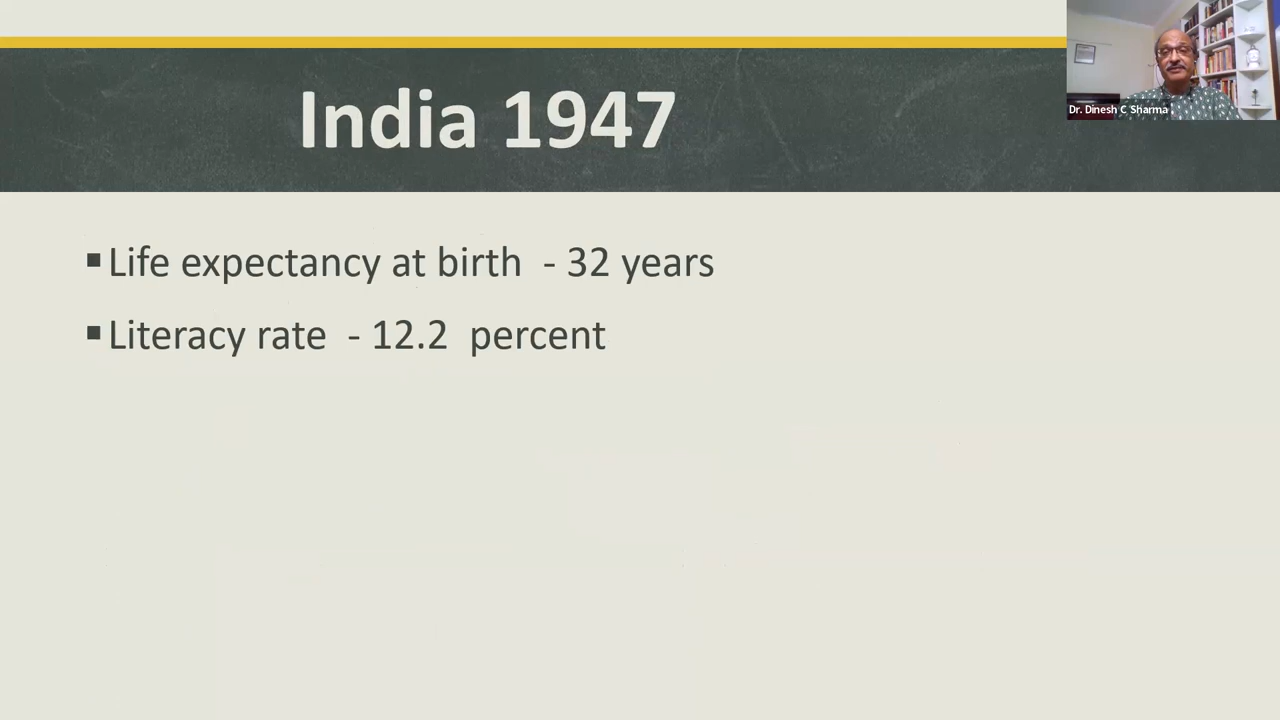 India 1947
Dr. Dinesh C Sharma
▪Life expectancy at birth - 32 years
▪Literacy rate - 12.2 percent